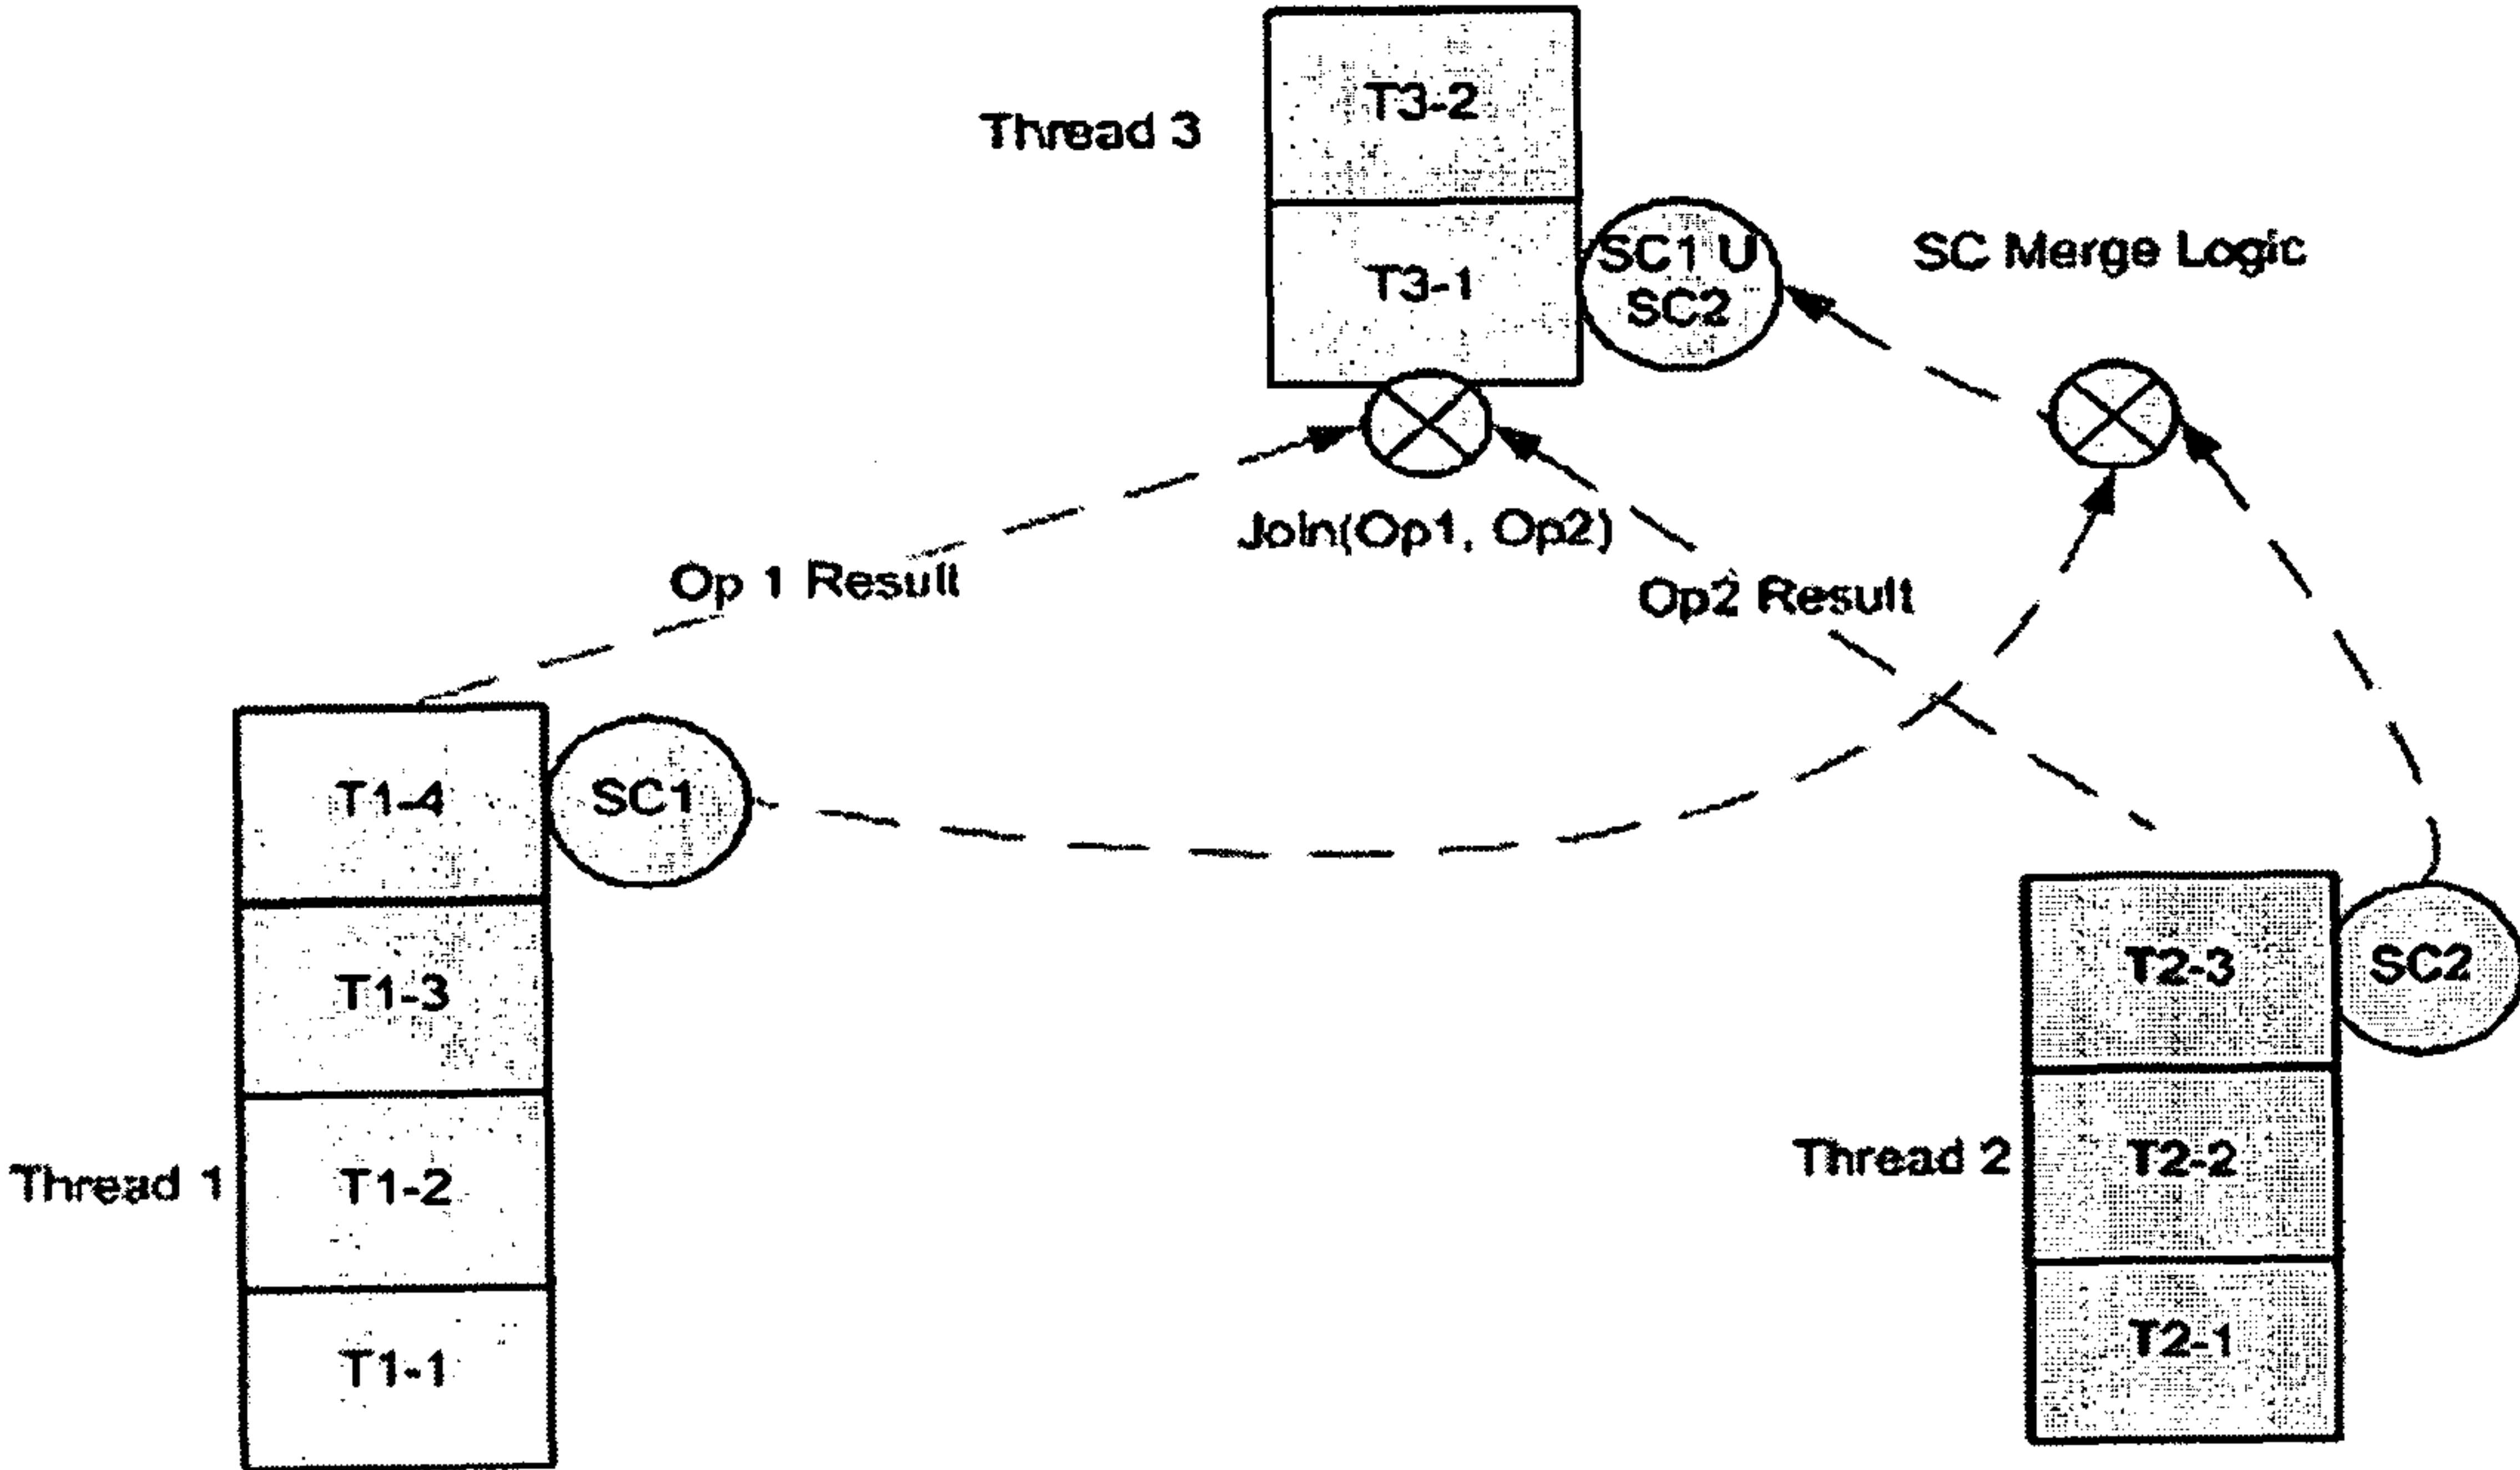 T3-2
Thread 3
SC1 U
SC2
SC Merge Logic
T3-1
Join(Op1, Op2)
Op 1 Result
Op2 Result
T1-4
SC1
T2-3
SC2
T1-3
Thread 1
T1-2
Thread 2
T2-2
T2-1
T1-1